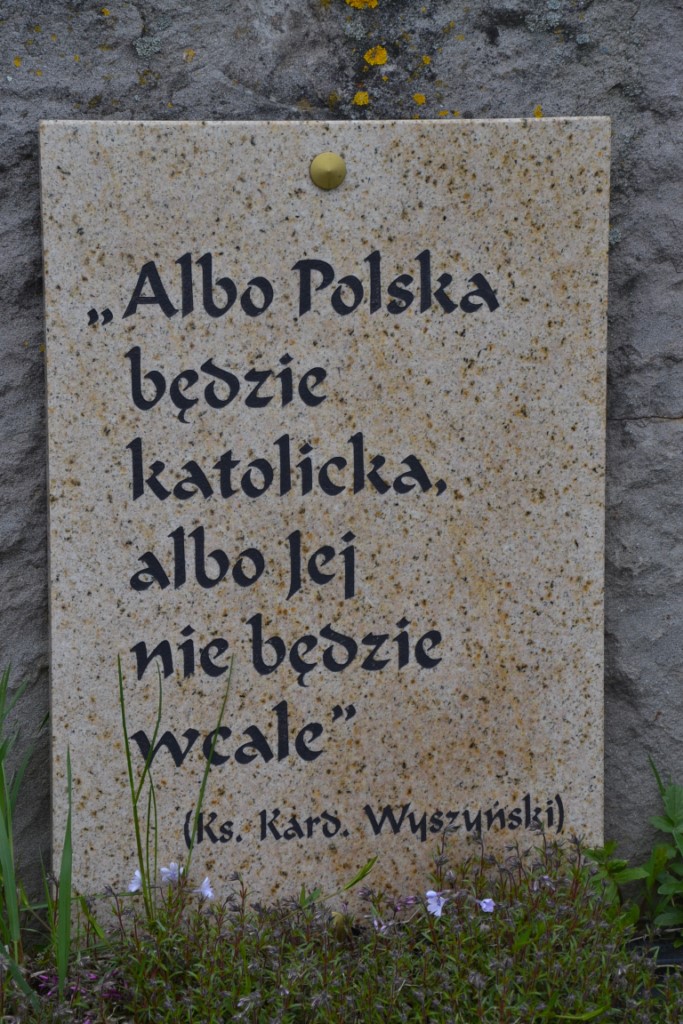 „Albo Polska
będzie
katolicka,
albo Jej
nie będzie
wcale”
(Ks. Kard. Wyszyński)